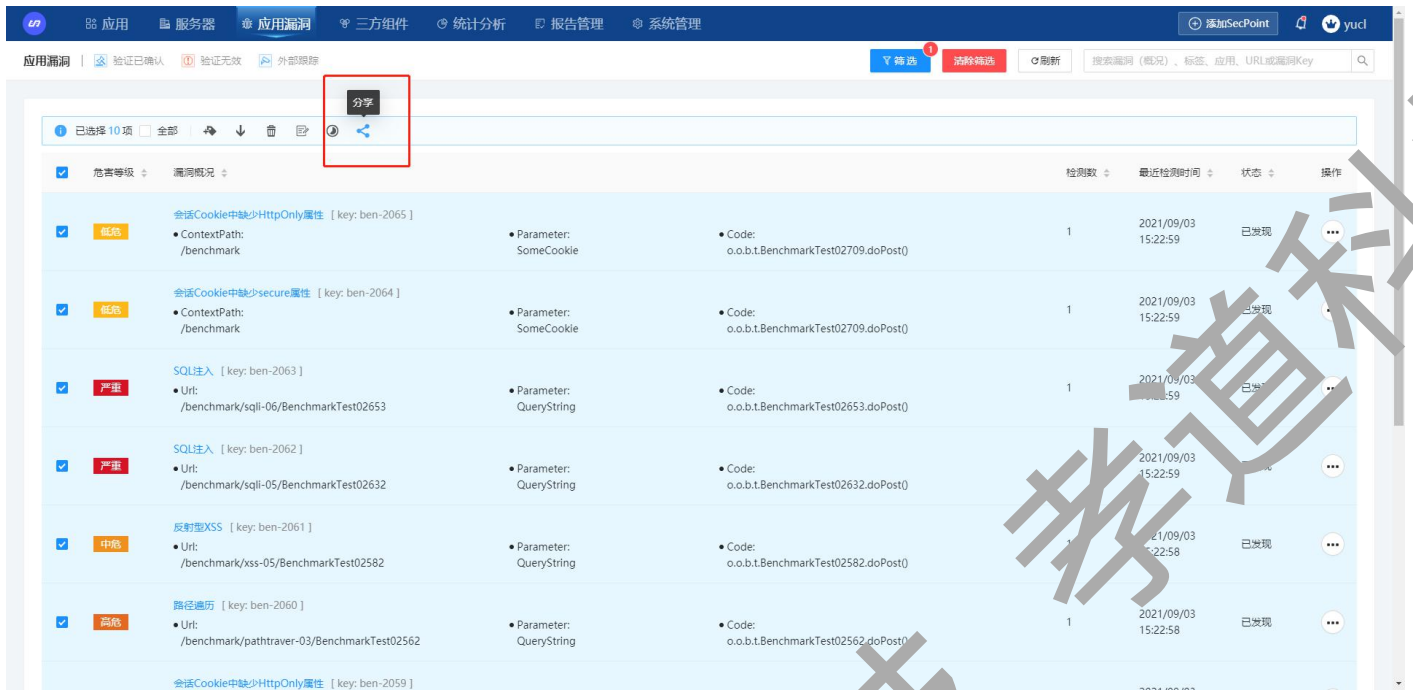 应用 服务器 应用漏洞 三方组件 统计分析 报告管理 系统管理 添加SecPoint yucl
应用漏洞 验证已确认 验证无效 外部跟踪 筛选 1 清除筛选 刷新 搜索漏洞（概况）、标签、应用、URL或漏洞Key
分享
已选择10项 全部
危害等级 漏洞概况 检测数 最近检测时间 状态 操作
会话Cookie中缺少HttpOnly属性 [ key: ben-2065 ]
低危 • ContextPath: • Parameter: • Code: 1 2021/09/03 已发现
/benchmark SomeCookie o.o.b.t.BenchmarkTest02709.doPost() 15:22:59
会话Cookie中缺少secure属性 [ key: ben-2064 ]
低危 • ContextPath: • Parameter: • Code: 1 2021/09/03 已发现
/benchmark SomeCookie o.o.b.t.BenchmarkTest02709.doPost() 15:22:59
SQL注入 [ key: ben-2063 ]
严重 • Url: • Parameter: • Code: 1 2021/09/03
/benchmark/sqli-06/BenchmarkTest02653 QueryString o.o.b.t.BenchmarkTest02653.doPost()
SQL注入 [ key: ben-2062 ]
严重 • Url: • Parameter: • Code: 2021/09/03
/benchmark/sqli-05/BenchmarkTest02632 QueryString o.o.b.t.BenchmarkTest02632.doPost() 15:22:59
反射型XSS [ key: ben-2061 ]
中危 • Url: • Parameter: • Code: 已发现
/benchmark/xss-05/BenchmarkTest02582 QueryString o.o.b.t.BenchmarkTest02582.doPost()
路径遍历 [ key: ben-2060 ]
高危 • Url: • Parameter: • Code: 1 2021/09/03 已发现
/benchmark/pathtraver-03/BenchmarkTest02562 QueryString o.o.b.t.BenchmarkTest02562.doPost() 15:22:58
会话Cookie中缺少HttpOnly属性 [ key: ben-2059 ]
孝道科